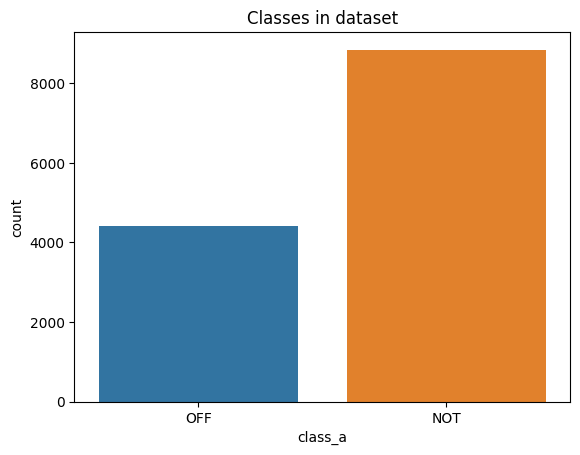 Classes in dataset
8000
6000
4000
2000
0
count
OFF
NOT
class_a